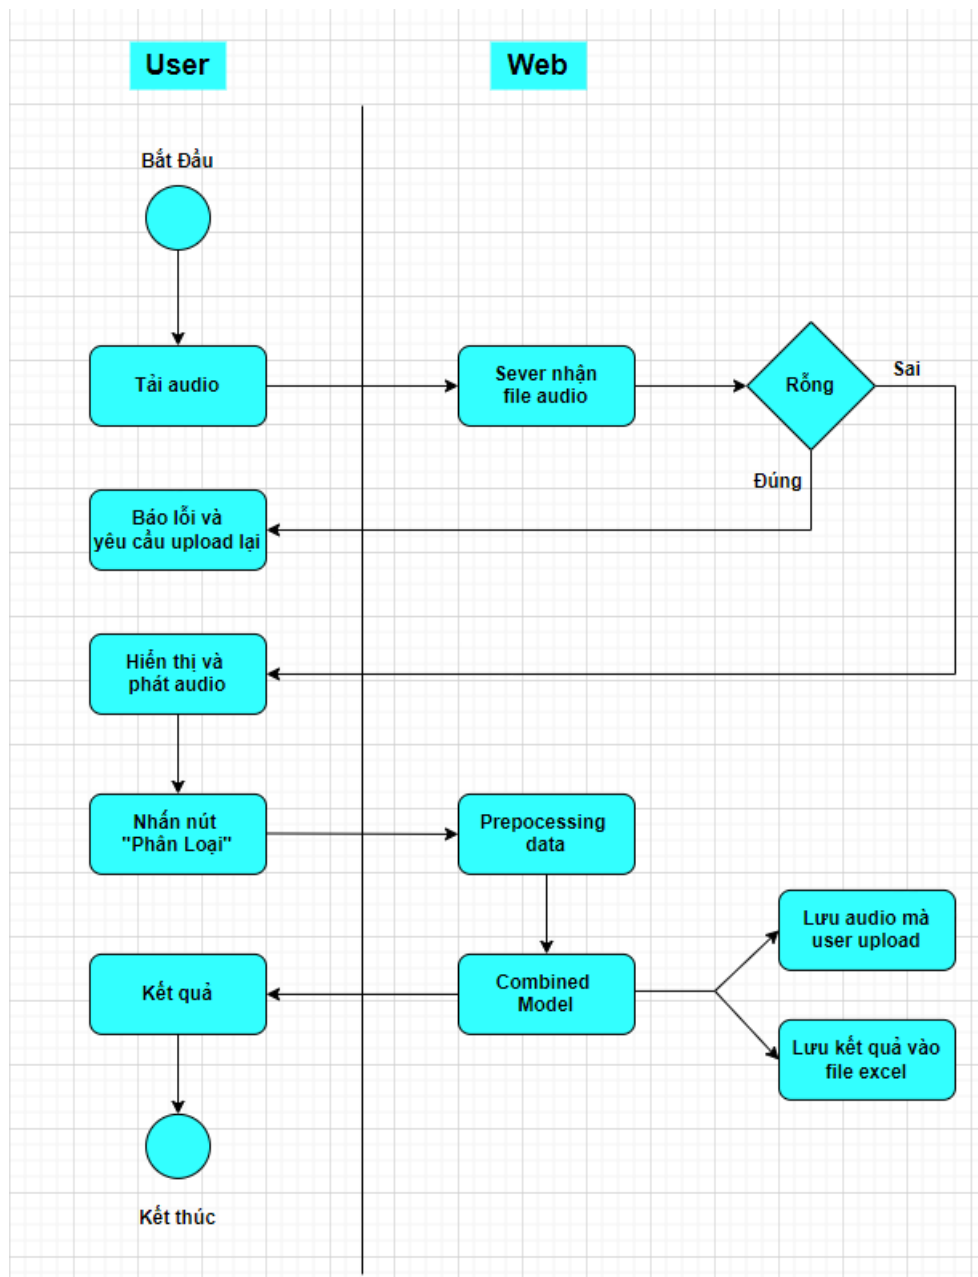 User
Web
Bắt Đầu
Tải audio
Sever nhận
file audio
Rỗng
Sai
Đúng
Báo lỗi và
yêu cầu upload lại
Hiển thị và
phát audio
Nhấn nút
"Phân Loại"
Prepocessing
data
Lưu audio mà
user upload
Kết quả
Combined
Model
Lưu kết quả vào
file excel
Kết thúc